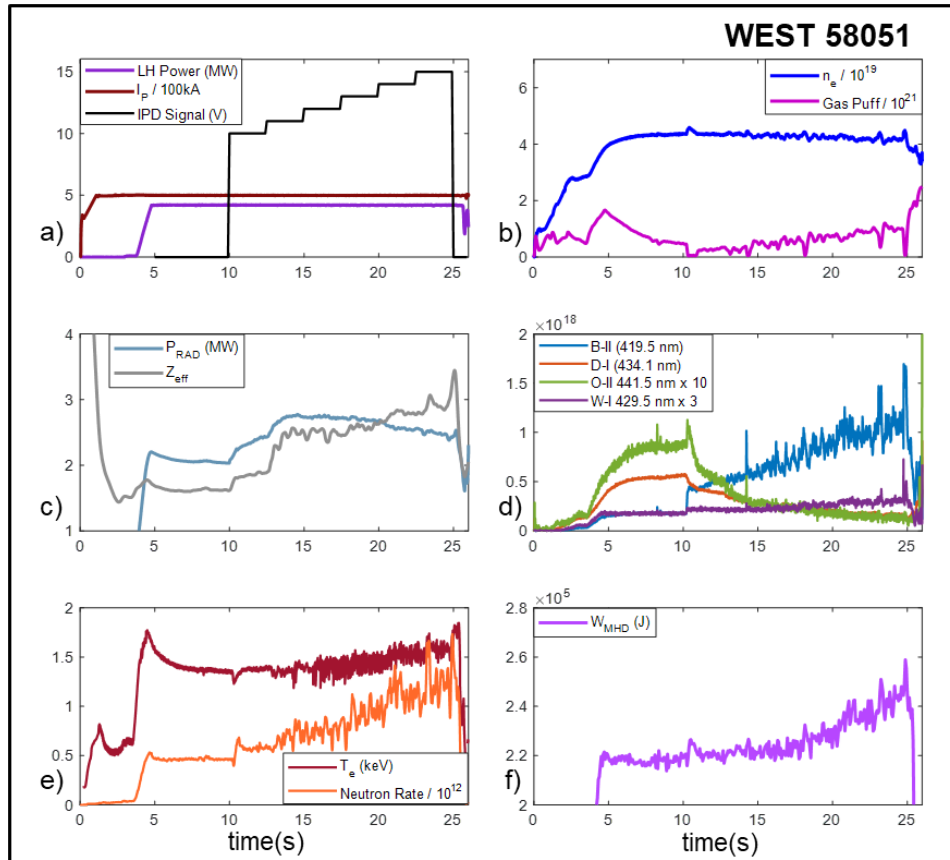 WEST 58051
LH Power (MW)
I_P / 100kA
IPD Signal (V)
15
10
5
0
a)
0 5 10 15 20 25
n_e / 10^19
Gas Puff / 10^21
6
4
2
0
b)
0 5 10 15 20 25
P_RAD (MW)
Z_eff
4
3
2
1
c)
0 5 10 15 20 25
×10^18
B-II (419.5 nm)
D-I (434.1 nm)
O-II 441.5 nm x 10
W-I 429.5 nm x 3
2
1.5
1
0.5
0
d)
0 5 10 15 20 25
2
1.5
1
0.5
0
e)
T_e (keV)
Neutron Rate / 10^12
0 5 10 15 20 25
time(s)
×10^5
W_MHD (J)
2.8
2.6
2.4
2.2
2
f)
0 5 10 15 20 25
time(s)